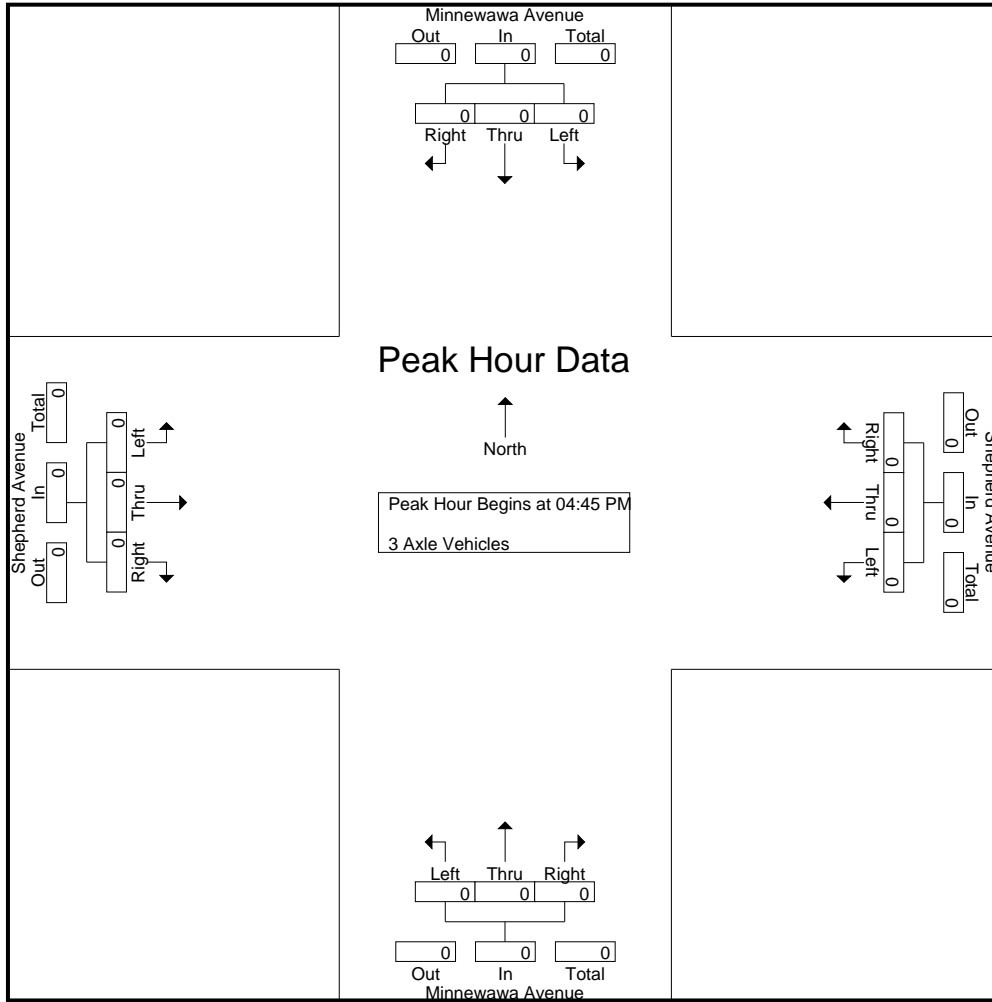 Minnewawa Avenue
Out In Total
0 0 0
0 0 0
Right Thru Left
Peak Hour Data
North
Peak Hour Begins at 04:45 PM
3 Axle Vehicles
Shepherd Avenue
Total In Out
0 0 0
0 0 0
Left Thru Right
Shepherd Avenue
Out In Total
0 0 0
0 0 0
Right Thru Left
Left Thru Right
0 0 0
0 0 0
Out In Total
Minnewawa Avenue